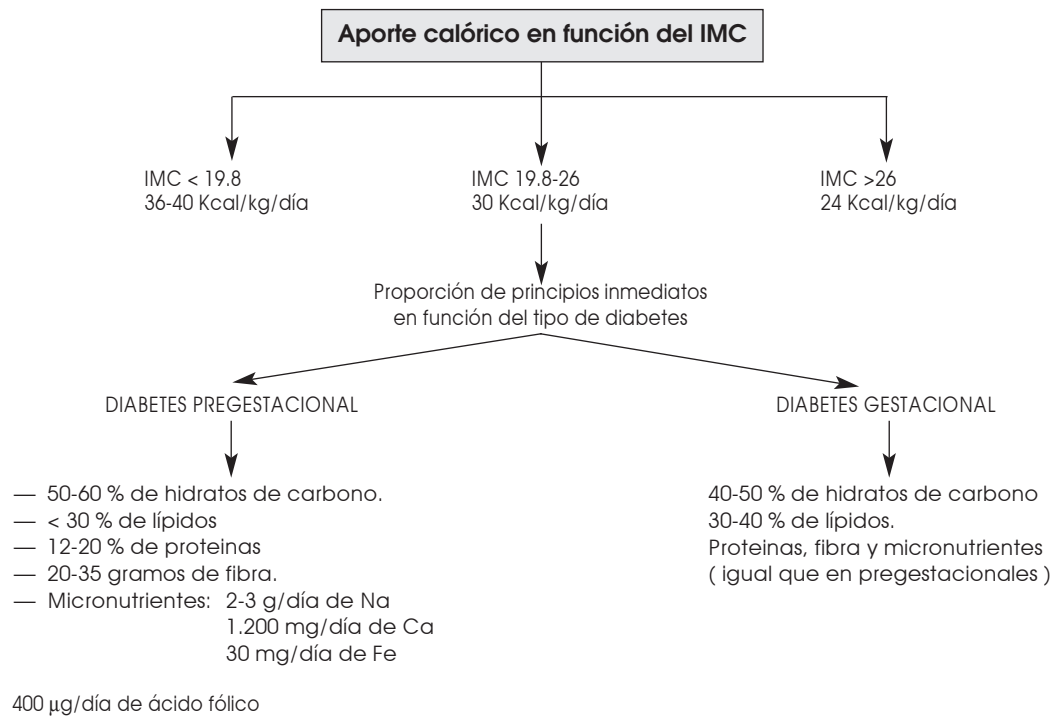 Aporte calórico en función del IMC
IMC < 19.8
36-40 Kcal/kg/día
IMC 19.8-26
30 Kcal/kg/día
IMC >26
24 Kcal/kg/día
Proporción de principios inmediatos
en función del tipo de diabetes
DIABETES PREGESTACIONAL
— 50-60 % de hidratos de carbono.
— < 30 % de lípidos
— 12-20 % de proteinas
— 20-35 gramos de fibra.
— Micronutrientes: 2-3 g/día de Na
1.200 mg/día de Ca
30 mg/día de Fe
400 µg/día de ácido fólico
DIABETES GESTACIONAL
40-50 % de hidratos de carbono
30-40 % de lípidos.
Proteinas, fibra y micronutrientes
( igual que en pregestacionales )